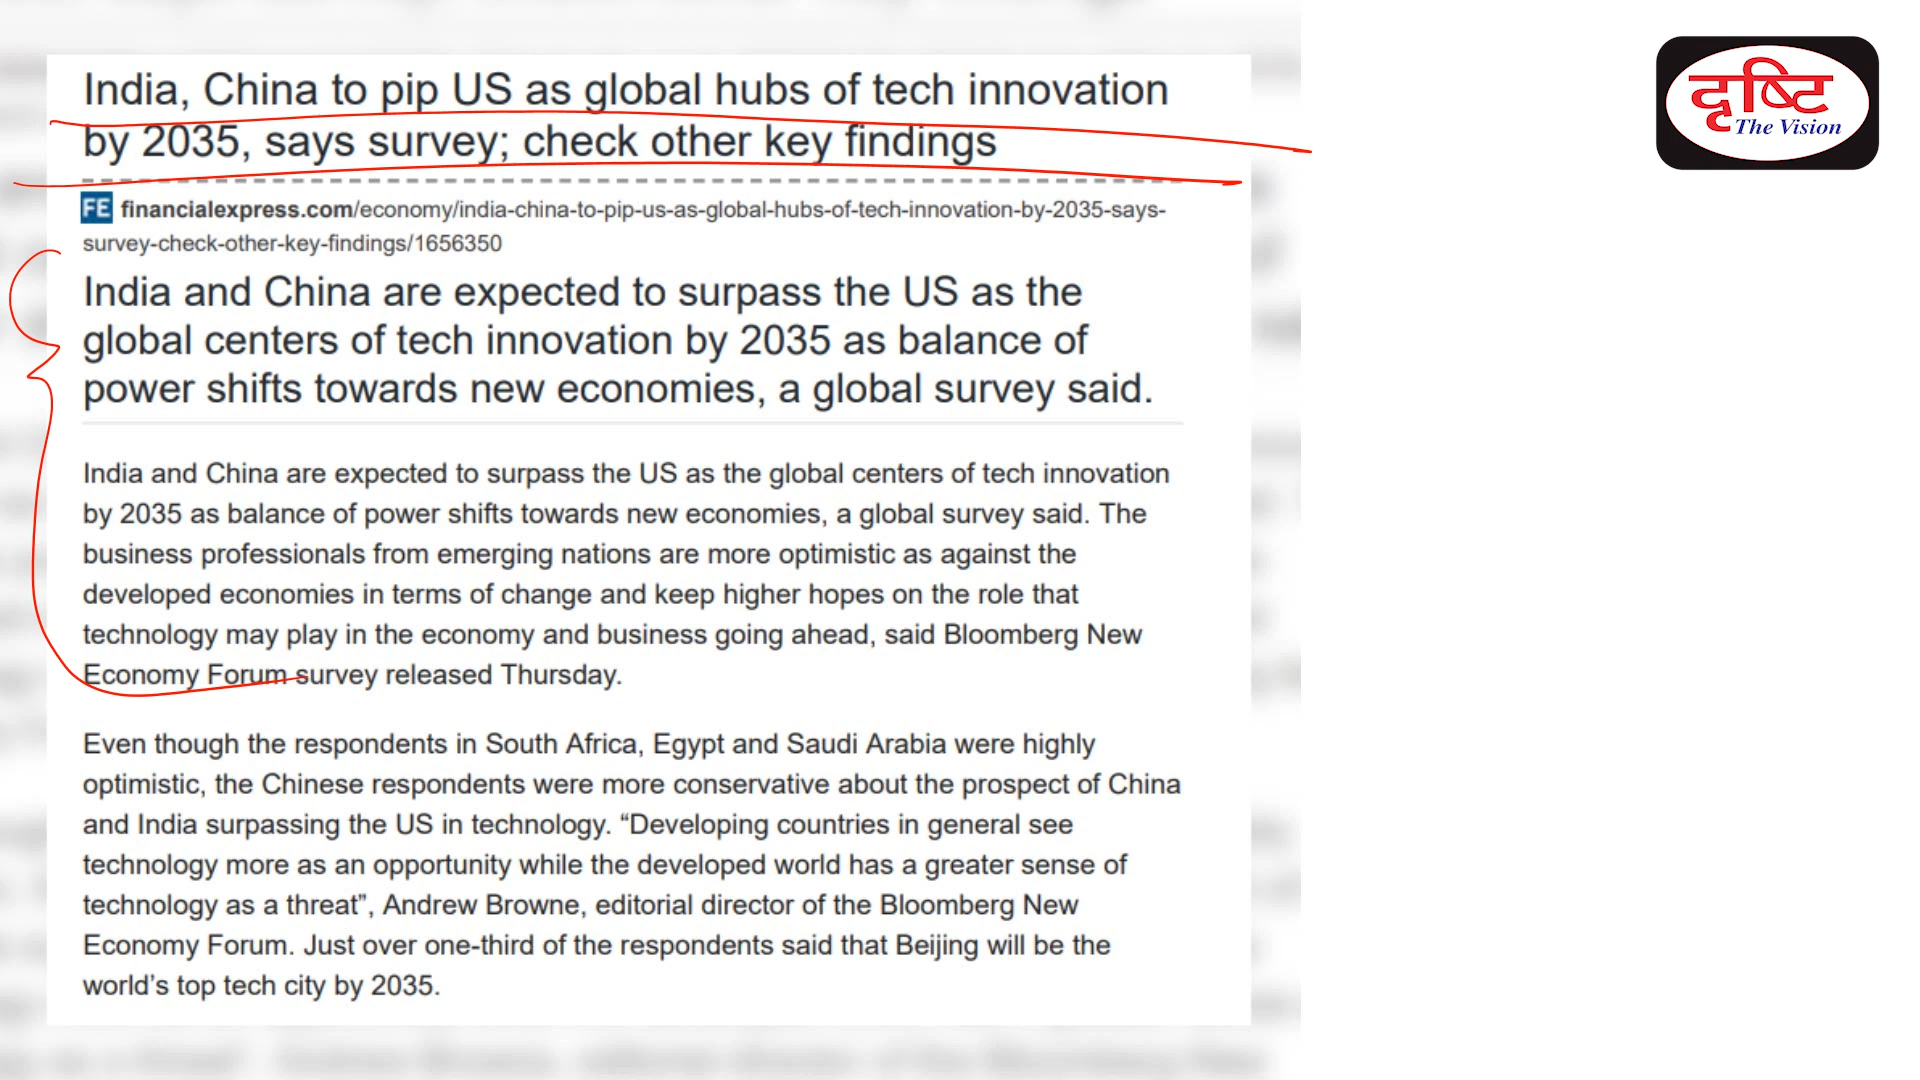 India, China to pip US as global hubs of tech innovation
by 2035, says survey; check other key findings
FE financialexpress.com/economy/india-china-to-pip-us-as-global-hubs-of-tech-innovation-by-2035-says-
survey-check-other-key-findings/1656350
India and China are expected to surpass the US as the
global centers of tech innovation by 2035 as balance of
power shifts towards new economies, a global survey said.
India and China are expected to surpass the US as the global centers of tech innovation
by 2035 as balance of power shifts towards new economies, a global survey said. The
business professionals from emerging nations are more optimistic as against the
developed economies in terms of change and keep higher hopes on the role that
technology may play in the economy and business going ahead, said Bloomberg New
Economy Forum survey released Thursday.
Even though the respondents in South Africa, Egypt and Saudi Arabia were highly
optimistic, the Chinese respondents were more conservative about the prospect of China
and India surpassing the US in technology. “Developing countries in general see
technology more as an opportunity while the developed world has a greater sense of
technology as a threat”, Andrew Browne, editorial director of the Bloomberg New
Economy Forum. Just over one-third of the respondents said that Beijing will be the
world’s top tech city by 2035.
दृष्टि
The Vision